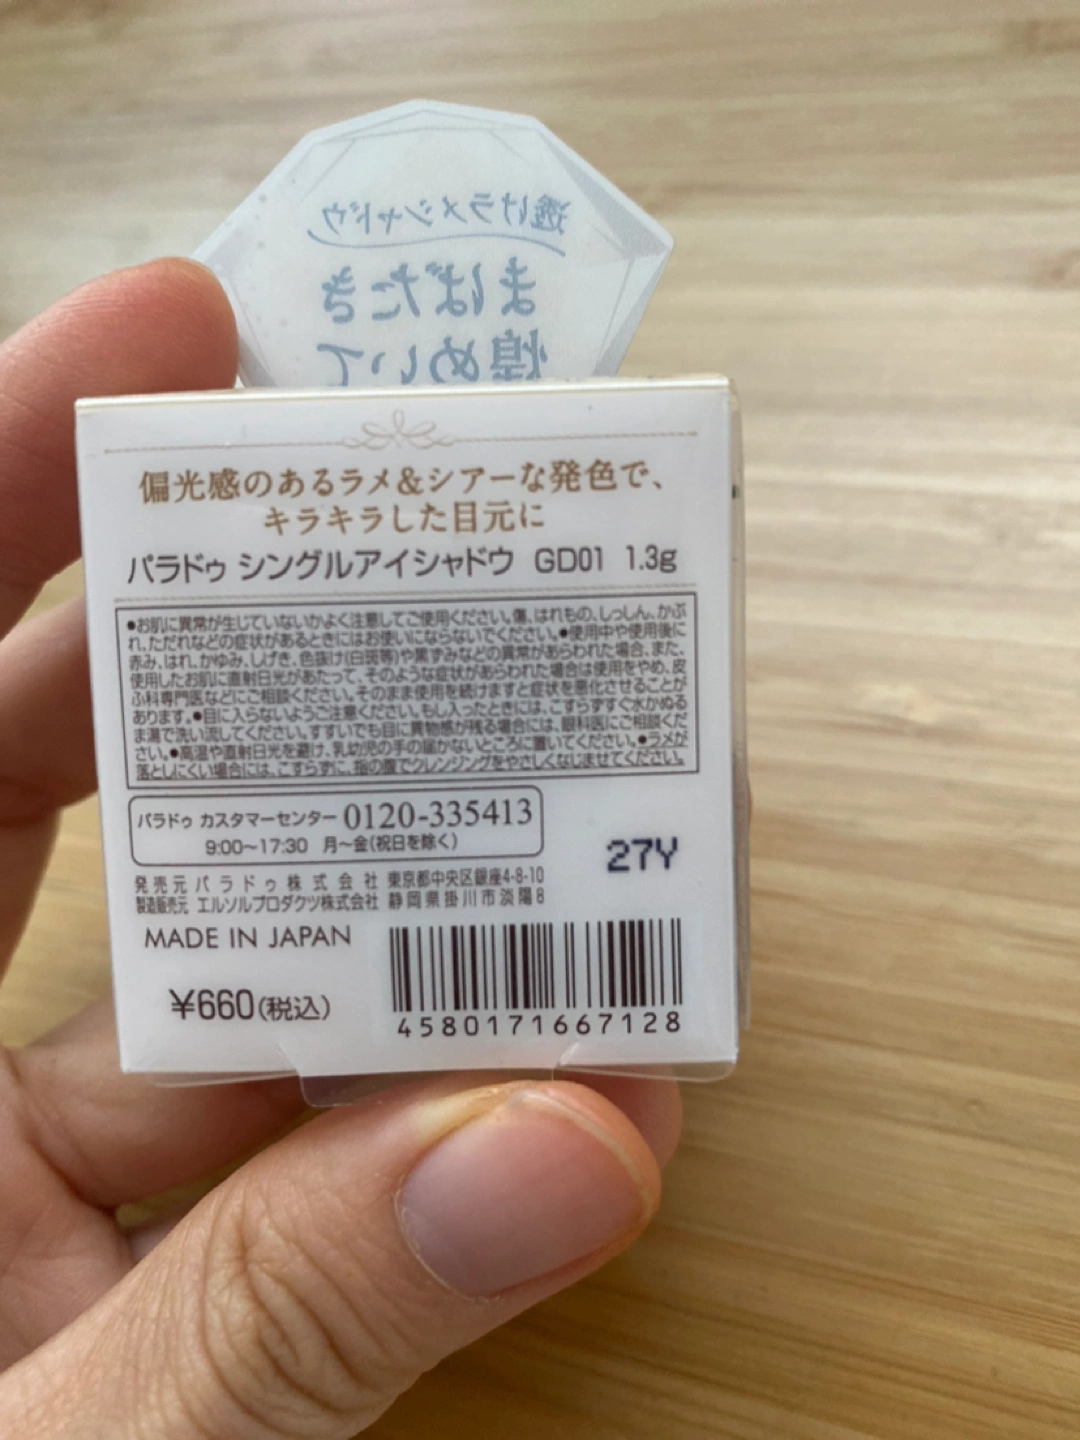 透けラメシャドウ
まばたき
煌めいて
偏光感のあるラメ&シアーな発色で、
キラキラした目元に
パラドゥ シングルアイシャドウ GD01 1.3g
●お肌に異常が生じていないかよく注意してご使用ください。傷、はれもの、しっしん、かぶ
れ、ただれなどの症状があるときにはお使いにならないでください。●使用中や使用後に
赤み、はれ、かゆみ、しげき、色抜け(白斑等)や黒ずみなどの異常があらわれた場合、また、
使用したお肌に直射日光があたって、そのような症状があらわれた場合は使用をやめ、皮
ふ科専門医などにご相談ください。そのまま使用を続けますと症状を悪化させることが
あります。●目に入らないようご注意ください。もし入ったときには、こすらずすぐ水かぬる
ま湯で洗い流してください。すすいでも目に異物感が残る場合には、眼科医にご相談くだ
さい。●高温や直射日光を避け、乳幼児の手の届かないところに置いてください。●ラメが
落としにくい場合には、こすらずに、指の腹でクレンジングをやさしくなじませてください。
パラドゥ カスタマーセンター 0120-335413
9:00〜17:30 月〜金(祝日を除く)
27Y
発売元 パラドゥ株式会社 東京都中央区銀座4-8-10
製造販売元 エルソルプロダクツ株式会社 静岡県掛川市淡陽8
MADE IN JAPAN
¥660(税込)
4580171667128